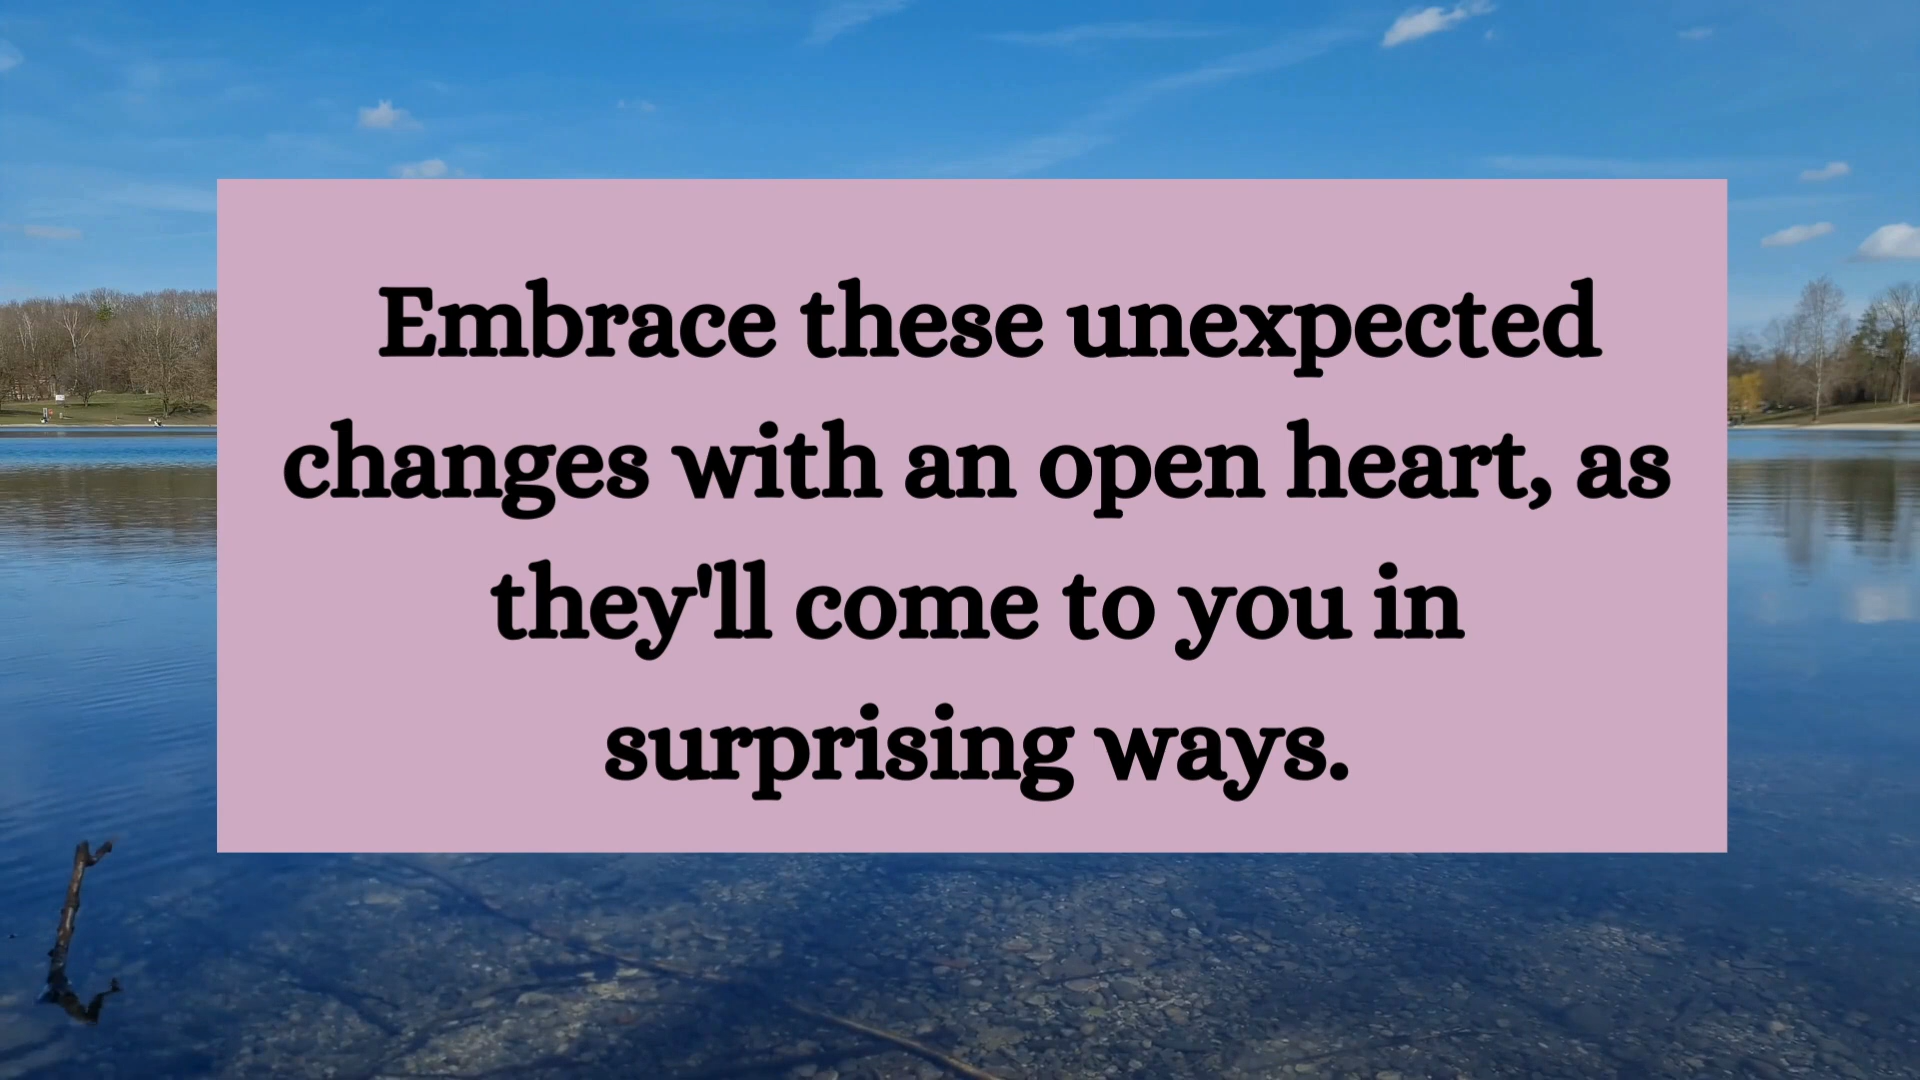 Embrace these unexpected
changes with an open heart, as
they'll come to you in
surprising ways.